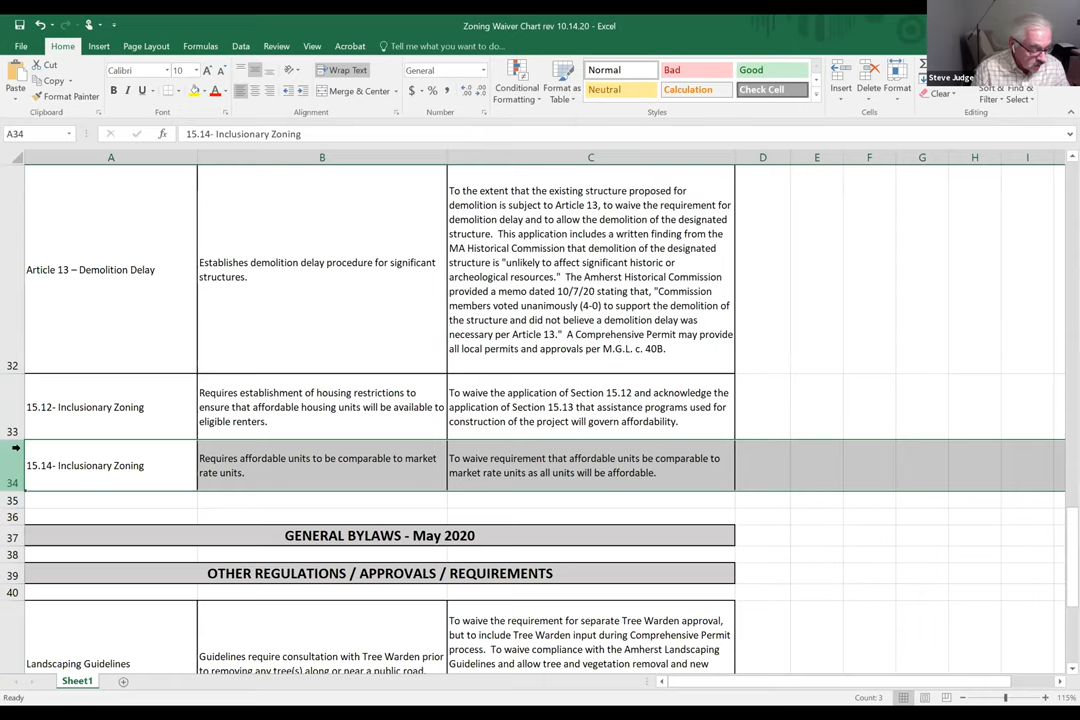 Zoning Waiver Chart rev 10.14.20 - Excel
File Home Insert Page Layout Formulas Data Review View Acrobat Tell me what you want to do...
Steve Judge
Paste
Cut
Copy
Format Painter
Clipboard
Calibri 10
B I U
Font
Wrap Text
Merge & Center
Alignment
General
$ % ,
Number
Conditional Formatting
Format as Table
Normal Bad Good
Neutral Calculation Check Cell
Styles
Insert Delete Format
Cells
Clear
Sort & Find &
Filter Select
Editing
A34 fx 15.14- Inclusionary Zoning
A B C D E F G H I
32
Article 13 – Demolition Delay
Establishes demolition delay procedure for significant
structures.
To the extent that the existing structure proposed for
demolition is subject to Article 13, to waive the requirement for
demolition delay and to allow the demolition of the designated
structure. This application includes a written finding from the
MA Historical Commission that demolition of the designated
structure is "unlikely to affect significant historic or
archeological resources." The Amherst Historical Commission
provided a memo dated 10/7/20 stating that, "Commission
members voted unanimously (4-0) to support the demolition of
the structure and did not believe a demolition delay was
necessary per Article 13." A Comprehensive Permit may provide
all local permits and approvals per M.G.L. c. 40B.
33
15.12- Inclusionary Zoning
Requires establishment of housing restrictions to
ensure that affordable housing units will be available to
eligible renters.
To waive the application of Section 15.12 and acknowledge the
application of Section 15.13 that assistance programs used for
construction of the project will govern affordability.
34
15.14- Inclusionary Zoning
Requires affordable units to be comparable to market
rate units.
To waive requirement that affordable units be comparable to
market rate units as all units will be affordable.
35
36
37
GENERAL BYLAWS - May 2020
38
39
OTHER REGULATIONS / APPROVALS / REQUIREMENTS
40
Landscaping Guidelines
Guidelines require consultation with Tree Warden prior
to removing any tree(s) along or near a public road.
To waive the requirement for separate Tree Warden approval,
but to include Tree Warden input during Comprehensive Permit
process. To waive compliance with the Amherst Landscaping
Guidelines and allow tree and vegetation removal and new
Sheet1
Ready
Count: 3
115%